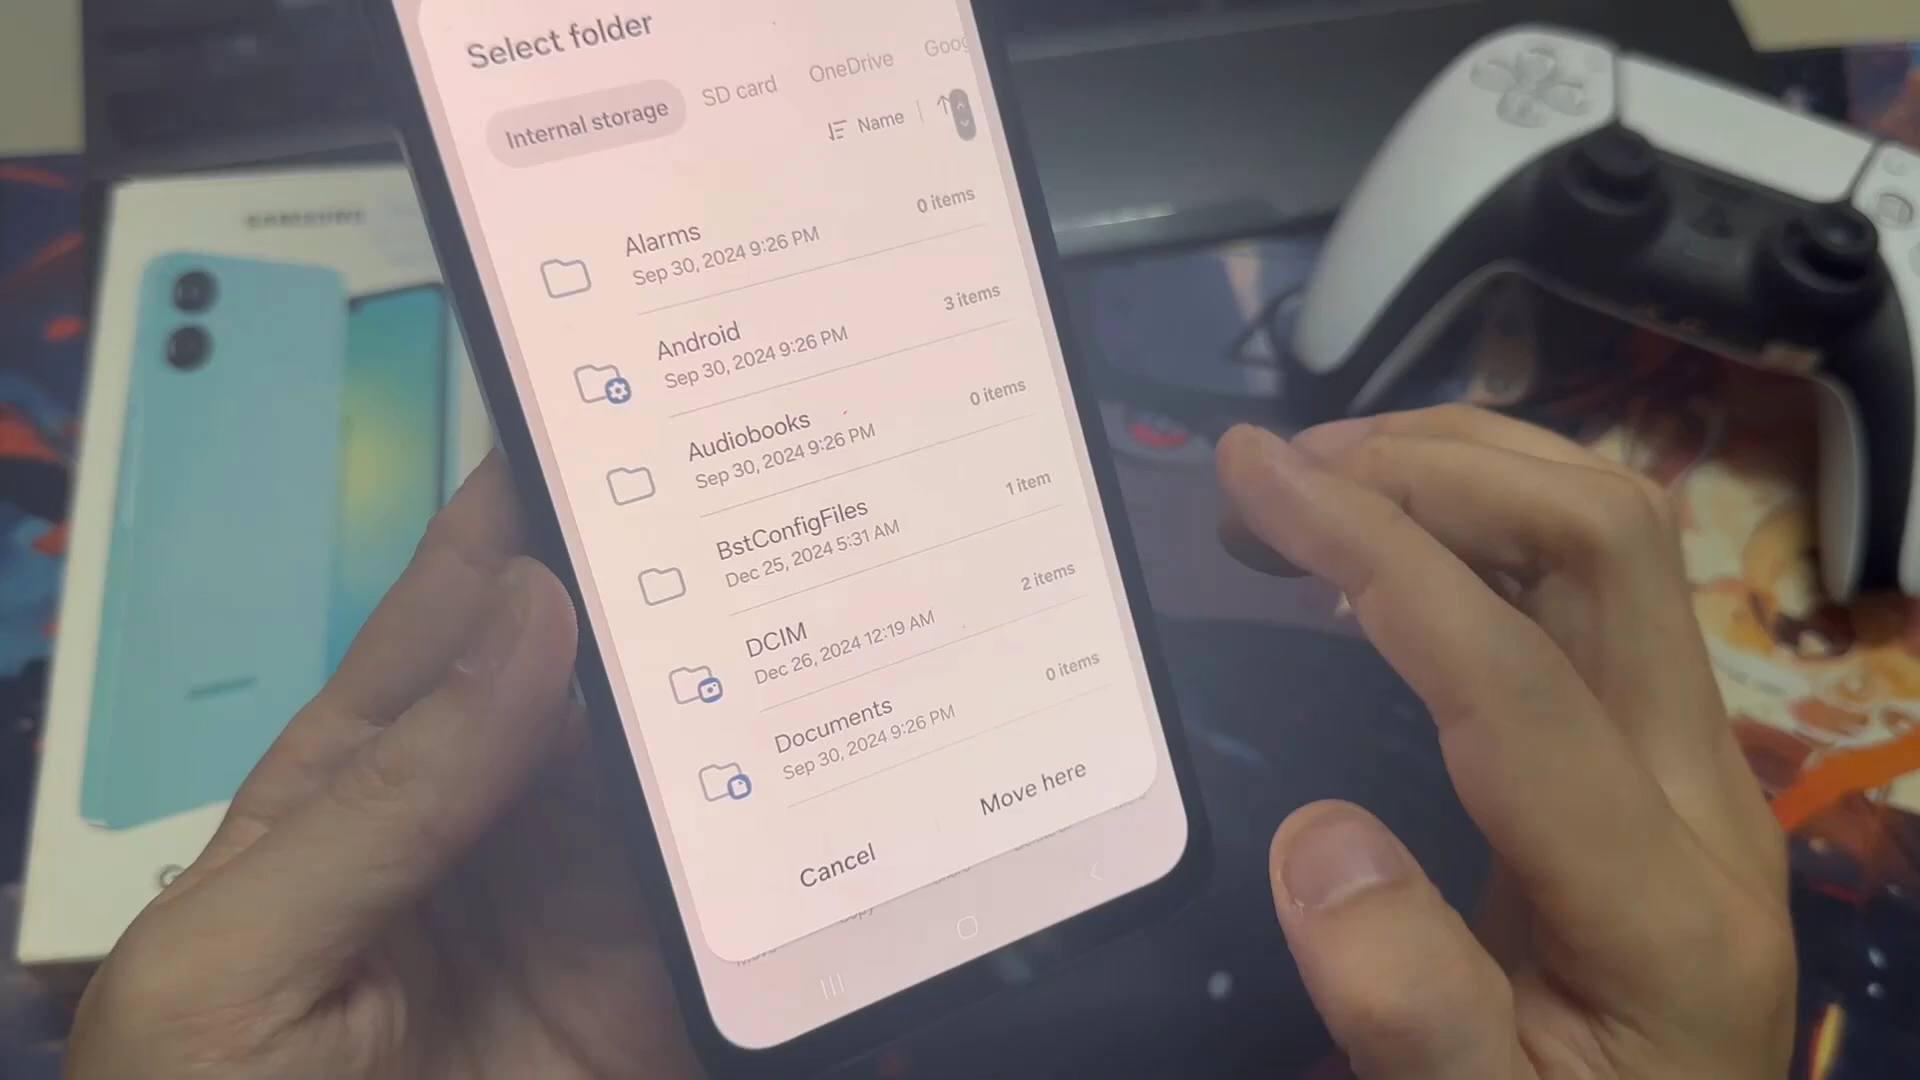 Select folder
Internal storage
SD card
OneDrive
Goog
Name
Alarms
Sep 30, 2024 9:26 PM
0 items
Android
Sep 30, 2024 9:26 PM
3 items
Audiobooks
Sep 30, 2024 9:26 PM
0 items
BstConfigFiles
Dec 25, 2024 5:31 AM
1 item
DCIM
Dec 26, 2024 12:19 AM
2 items
Documents
Sep 30, 2024 9:26 PM
0 items
Cancel
Move here
SAMSUNG